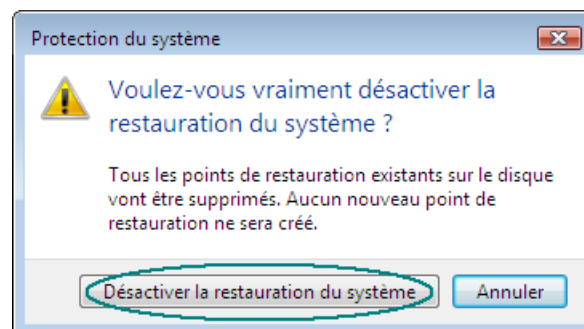 Protection du système
Voulez-vous vraiment désactiver la
restauration du système ?
Tous les points de restauration existants sur le disque
vont être supprimés. Aucun nouveau point de
restauration ne sera créé.
Désactiver la restauration du système
Annuler